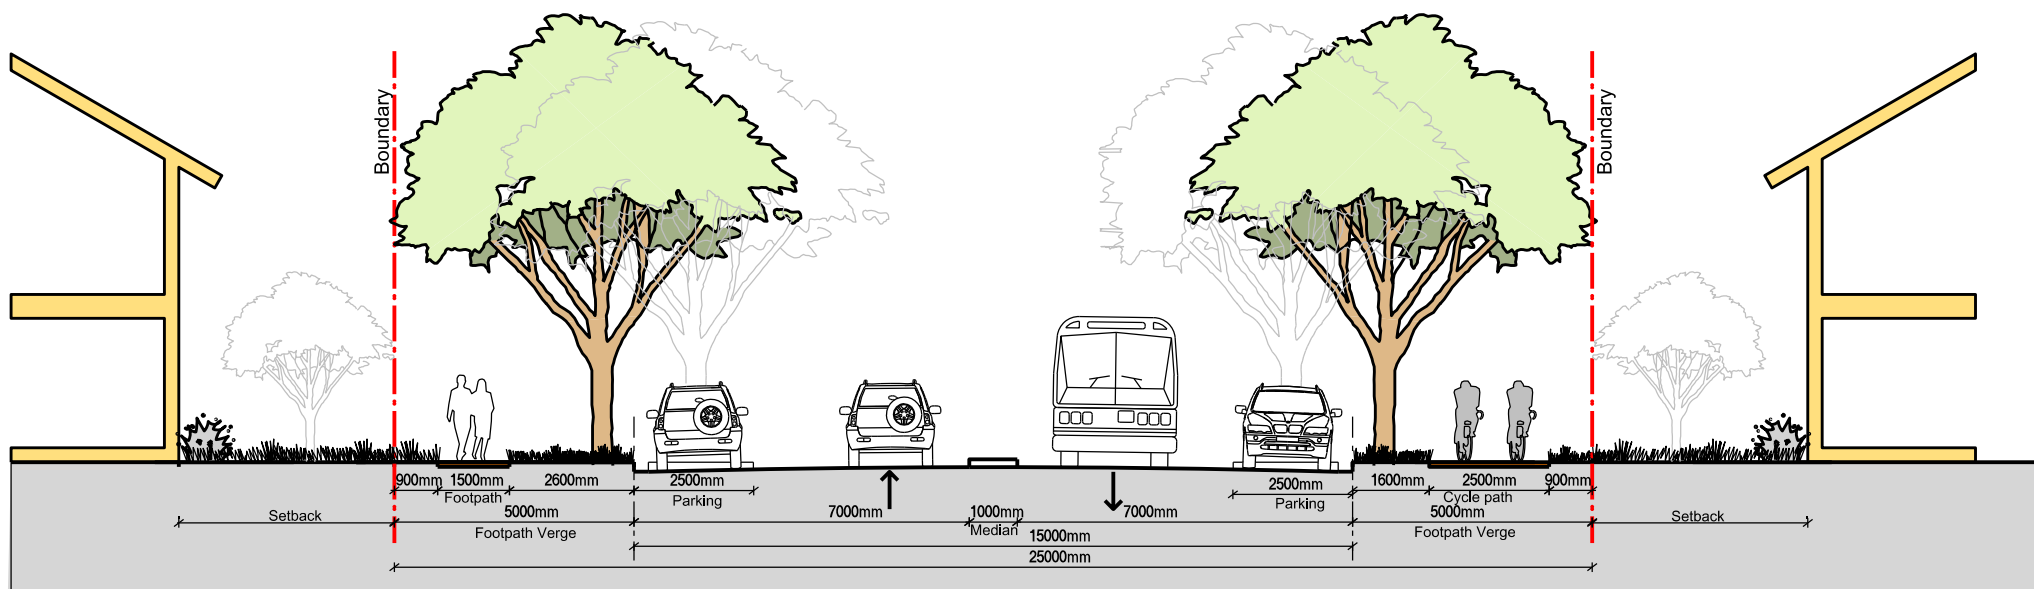 Boundary
Boundary
900mm 1500mm 2600mm 2500mm 2500mm 1600mm 2500mm 900mm
Footpath Parking Parking Cycle path
Setback 5000mm 7000mm 1000mm 7000mm 5000mm Setback
Footpath Verge Median Footpath Verge
15000mm
25000mm